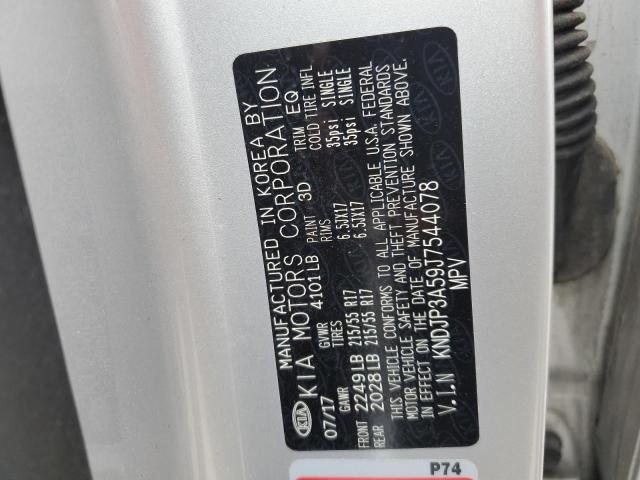 MANUFACTURED IN KOREA BY
KIA KIA MOTORS CORPORATION
07/17 GVWR 4101LB PAINT 3D TRIM EQ
GAWR TIRES RIMS COLD TIRE INFL
FRONT 2249LB 215/55 R17 6.5JX17 35psi SINGLE
REAR 2028LB 215/55 R17 6.5JX17 35psi SINGLE
THIS VEHICLE CONFORMS TO ALL APPLICABLE U.S.A. FEDERAL
MOTOR VEHICLE SAFETY AND THEFT PREVENTION STANDARDS
IN EFFECT ON THE DATE OF MANUFACTURE SHOWN ABOVE.
V.I.N KNDJP3A59J7544078
MPV
P74